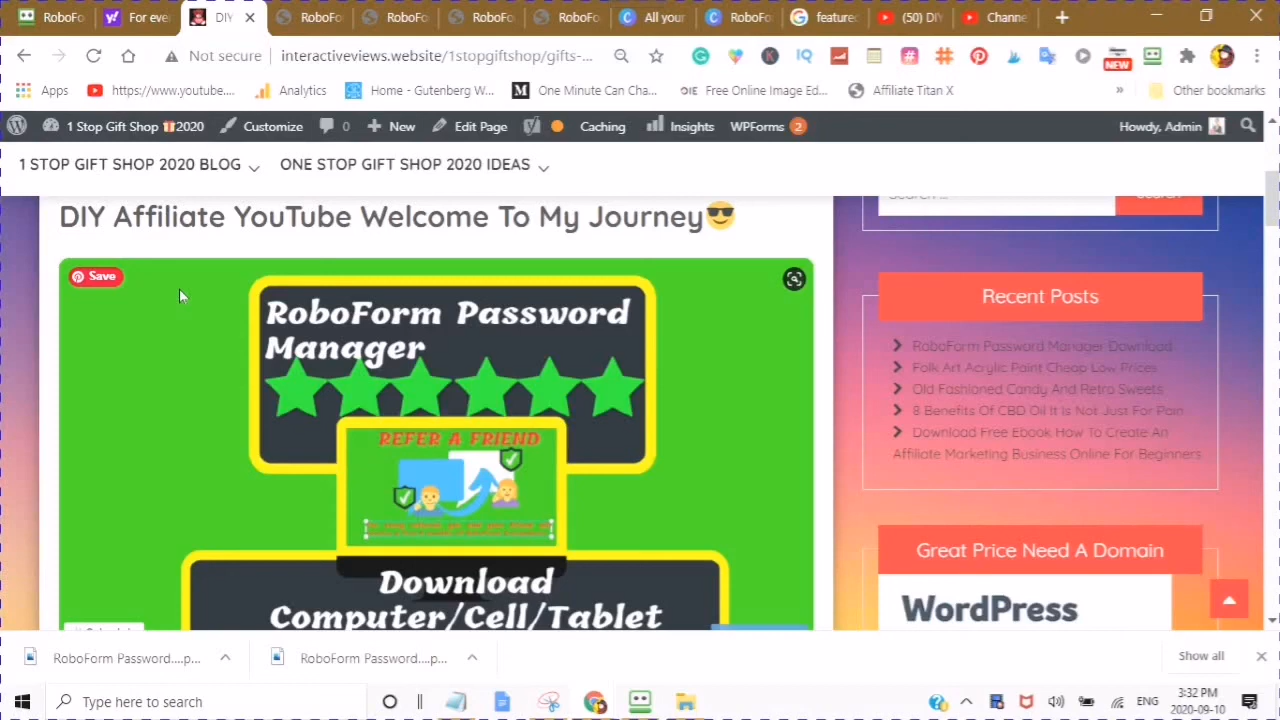 RoboFo
For ever
DIY
RoboFo
RoboFo
RoboFo
RoboFo
All your
RoboFo
feature
(50) DI
Channe
Not secure
interactiveviews.website/1stopgiftshop/gifts-...
NEW
Apps
https://www.youtube....
Analytics
Home - Gutenberg W...
One Minute Can Cha...
Free Online Image Ed...
Affiliate Titan X
Other bookmarks
1 Stop Gift Shop 2020
Customize
0
New
Edit Page
Caching
Insights
WPForms 2
Howdy, Admin
1 STOP GIFT SHOP 2020 BLOG
ONE STOP GIFT SHOP 2020 IDEAS
DIY Affiliate YouTube Welcome To My Journey😎
Search ...
Search
Save
RoboForm Password
Manager
REFER A FRIEND
Download
Computer/Cell/Tablet
Recent Posts
RoboForm Password Manager Download
Folk Art Acrylic Paint Cheap Low Prices
Old Fashioned Candy And Retro Sweets
8 Benefits Of CBD Oil It Is Not Just For Pain
Download Free Ebook How To Create An
Affiliate Marketing Business Online For Beginners
Great Price Need A Domain
WordPress
RoboForm Password....p...
RoboForm Password....p...
Show all
Type here to search
ENG
3:32 PM
2020-09-10